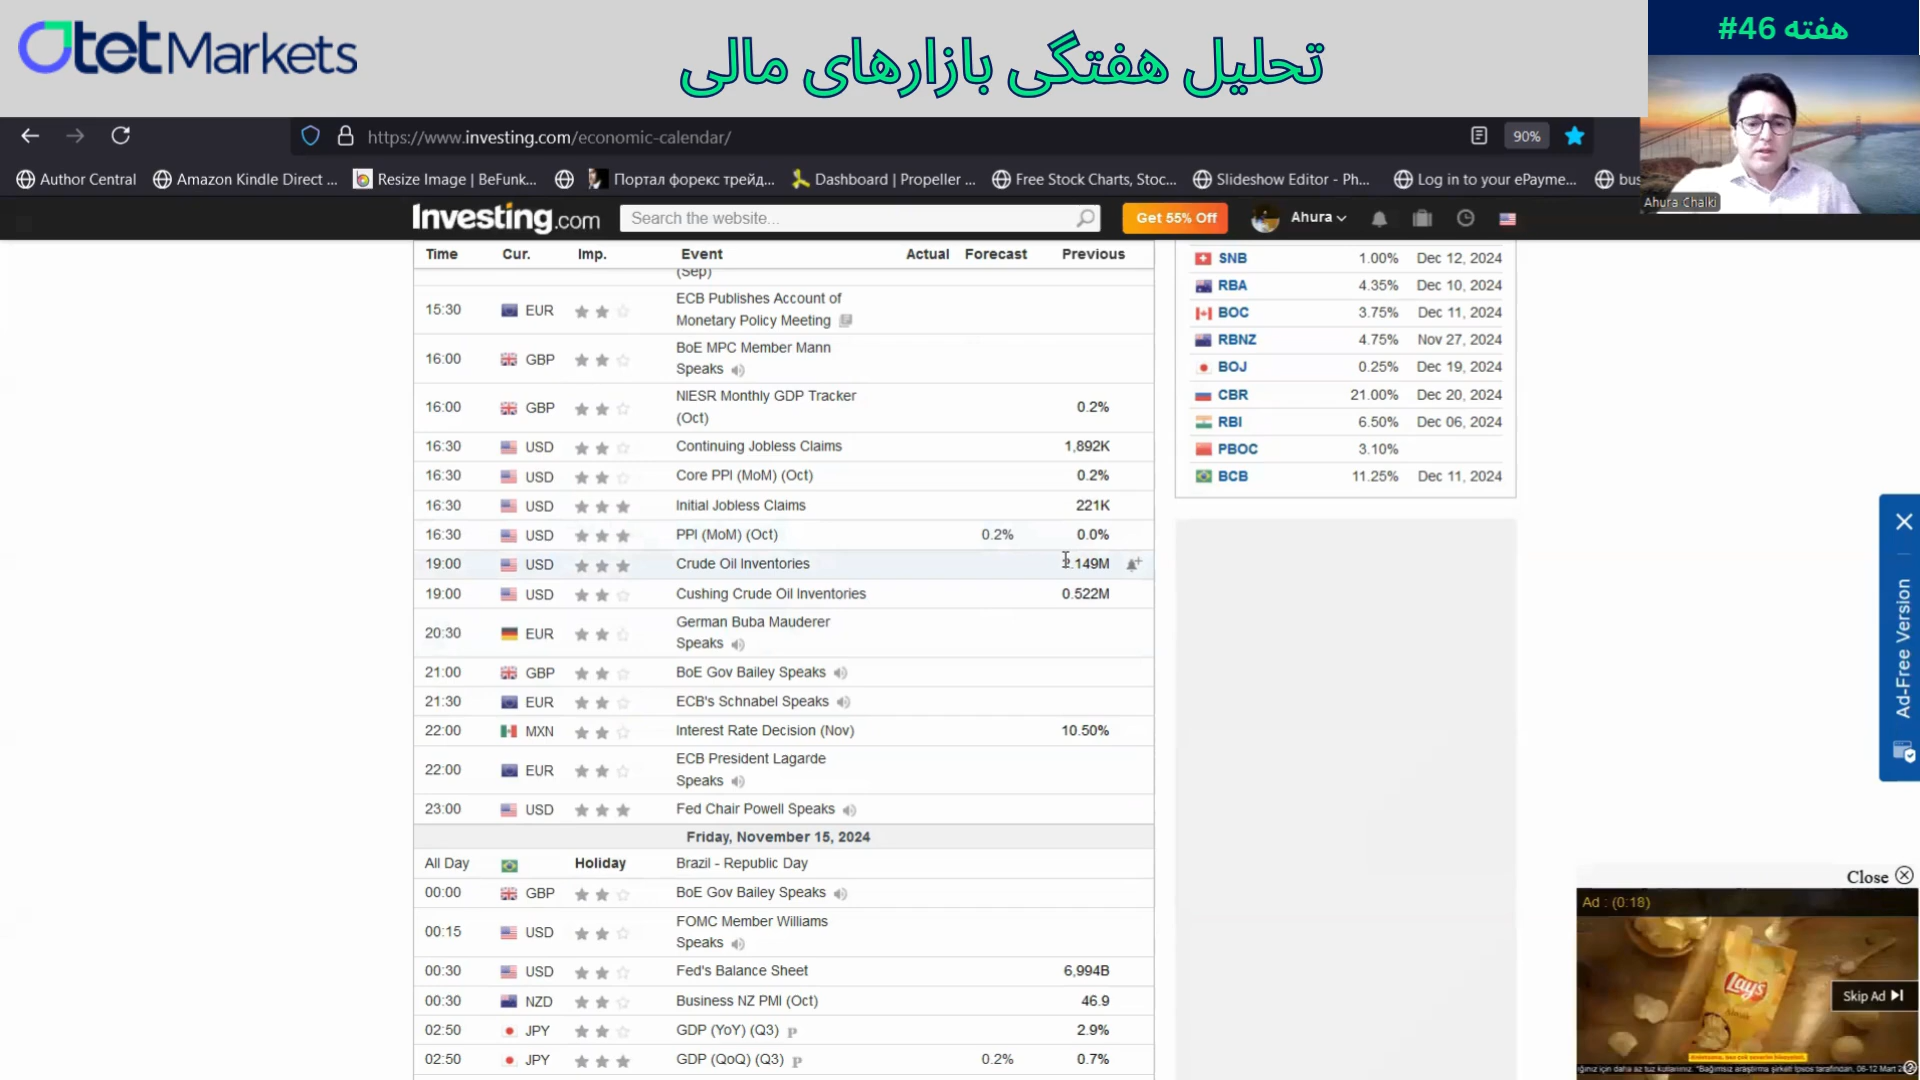 Otet Markets
تحلیل هفتگی بازارهای مالی
هفته 46#
Ahura Chalki
https://www.investing.com/economic-calendar/
90%
Author Central
Amazon Kindle Direct ...
Resize Image | BeFunk...
Портал форекс трейд...
Dashboard | Propeller ...
Free Stock Charts, Stoc...
Slideshow Editor - Ph...
Log in to your ePayme...
bus
Investing.com
Search the website...
Get 55% Off
Ahura
Time Cur. Imp. Event Actual Forecast Previous
(Sep)
15:30 EUR ECB Publishes Account of
Monetary Policy Meeting
16:00 GBP BoE MPC Member Mann
Speaks
16:00 GBP NIESR Monthly GDP Tracker
(Oct) 0.2%
16:30 USD Continuing Jobless Claims 1,892K
16:30 USD Core PPI (MoM) (Oct) 0.2%
16:30 USD Initial Jobless Claims 221K
16:30 USD PPI (MoM) (Oct) 0.2% 0.0%
19:00 USD Crude Oil Inventories .149M
19:00 USD Cushing Crude Oil Inventories 0.522M
20:30 EUR German Buba Mauderer
Speaks
21:00 GBP BoE Gov Bailey Speaks
21:30 EUR ECB's Schnabel Speaks
22:00 MXN Interest Rate Decision (Nov) 10.50%
22:00 EUR ECB President Lagarde
Speaks
23:00 USD Fed Chair Powell Speaks
Friday, November 15, 2024
All Day Holiday Brazil - Republic Day
00:00 GBP BoE Gov Bailey Speaks
00:15 USD FOMC Member Williams
Speaks
00:30 USD Fed's Balance Sheet 6,994B
00:30 NZD Business NZ PMI (Oct) 46.9
02:50 JPY GDP (YoY) (Q3) P 2.9%
02:50 JPY GDP (QoQ) (Q3) P 0.2% 0.7%
SNB 1.00% Dec 12, 2024
RBA 4.35% Dec 10, 2024
BOC 3.75% Dec 11, 2024
RBNZ 4.75% Nov 27, 2024
BOJ 0.25% Dec 19, 2024
CBR 21.00% Dec 20, 2024
RBI 6.50% Dec 06, 2024
PBOC 3.10%
BCB 11.25% Dec 11, 2024
Ad-Free Version
Close
Ad : (0:18)
Lay's
Skip Ad